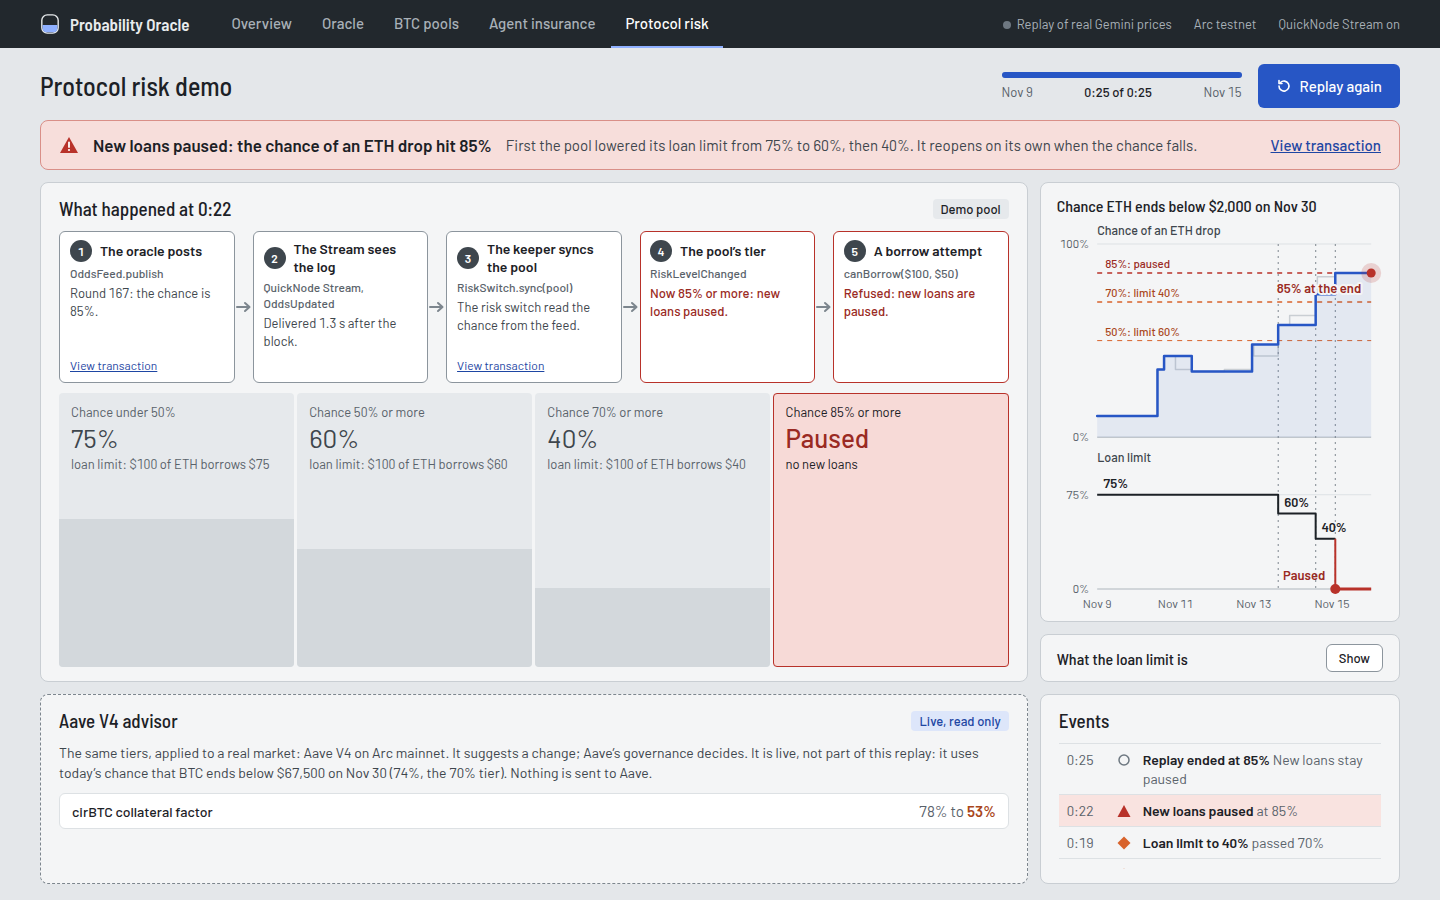 Probability Oracle
Overview
Oracle
BTC pools
Agent insurance
Protocol risk
Replay of real Gemini prices
Arc testnet
QuickNode Stream on
Protocol risk demo
Nov 9
0:25 of 0:25
Nov 15
Replay again
New loans paused: the chance of an ETH drop hit 85%
First the pool lowered its loan limit from 75% to 60%, then 40%. It reopens on its own when the chance falls.
View transaction
What happened at 0:22
Demo pool
1
The oracle posts
OddsFeed.publish
Round 167: the chance is
85%.
View transaction
2
The Stream sees
the log
QuickNode Stream,
OddsUpdated
Delivered 1.3 s after the
block.
3
The keeper syncs
the pool
RiskSwitch.sync(pool)
The risk switch read the
chance from the feed.
View transaction
4
The pool's tier
RiskLevelChanged
Now 85% or more: new
loans paused.
5
A borrow attempt
canBorrow($100, $50)
Refused: new loans are
paused.
Chance under 50%
75%
loan limit: $100 of ETH borrows $75
Chance 50% or more
60%
loan limit: $100 of ETH borrows $60
Chance 70% or more
40%
loan limit: $100 of ETH borrows $40
Chance 85% or more
Paused
no new loans
Chance ETH ends below $2,000 on Nov 30
Chance of an ETH drop
100%
85%: paused
85% at the end
70%: limit 40%
50%: limit 60%
0%
Loan limit
75%
75%
60%
40%
Paused
0%
Nov 9
Nov 11
Nov 13
Nov 15
What the loan limit is
Show
Aave V4 advisor
Live, read only
The same tiers, applied to a real market: Aave V4 on Arc mainnet. It suggests a change; Aave's governance decides. It is live, not part of this replay: it uses
today's chance that BTC ends below $67,500 on Nov 30 (74%, the 70% tier). Nothing is sent to Aave.
cirBTC collateral factor
78% to 53%
Events
0:25
Replay ended at 85% New loans stay
paused
0:22
New loans paused at 85%
0:19
Loan limit to 40% passed 70%